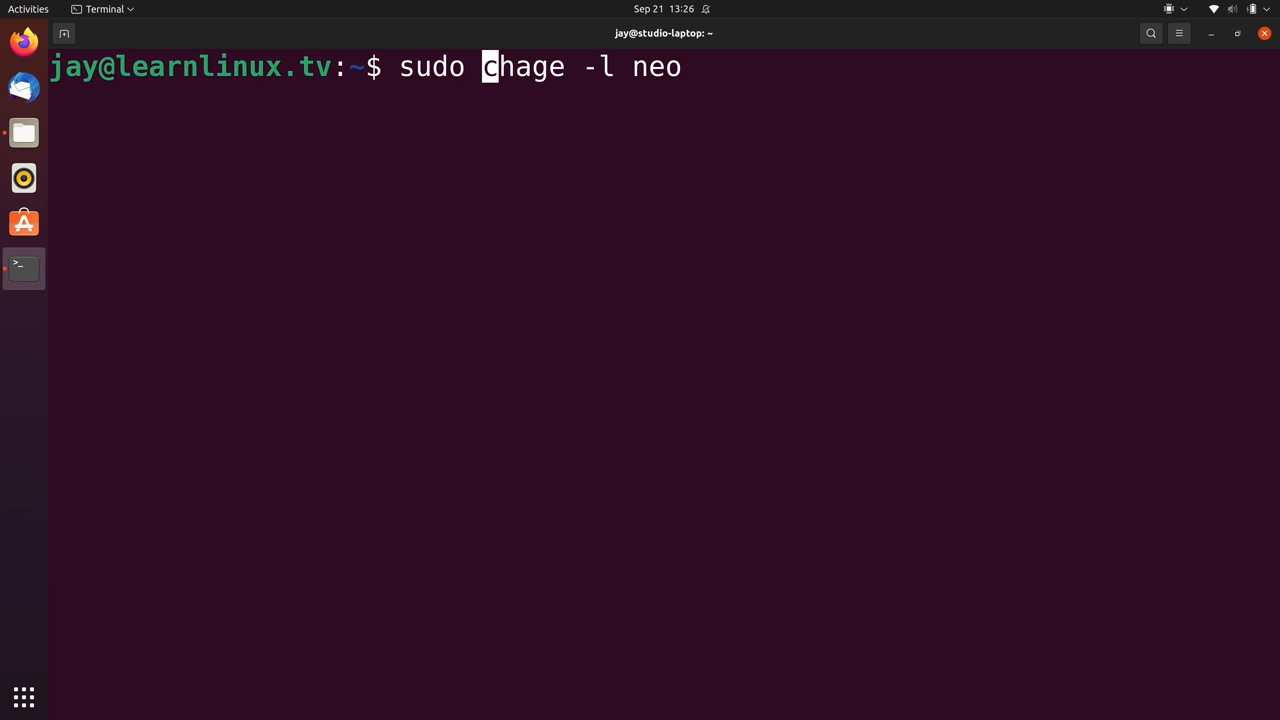 Activities
Terminal
Sep 21 13:26
jay@studio-laptop: ~
jay@learnlinux.tv:~$ sudo chage -l neo
>_